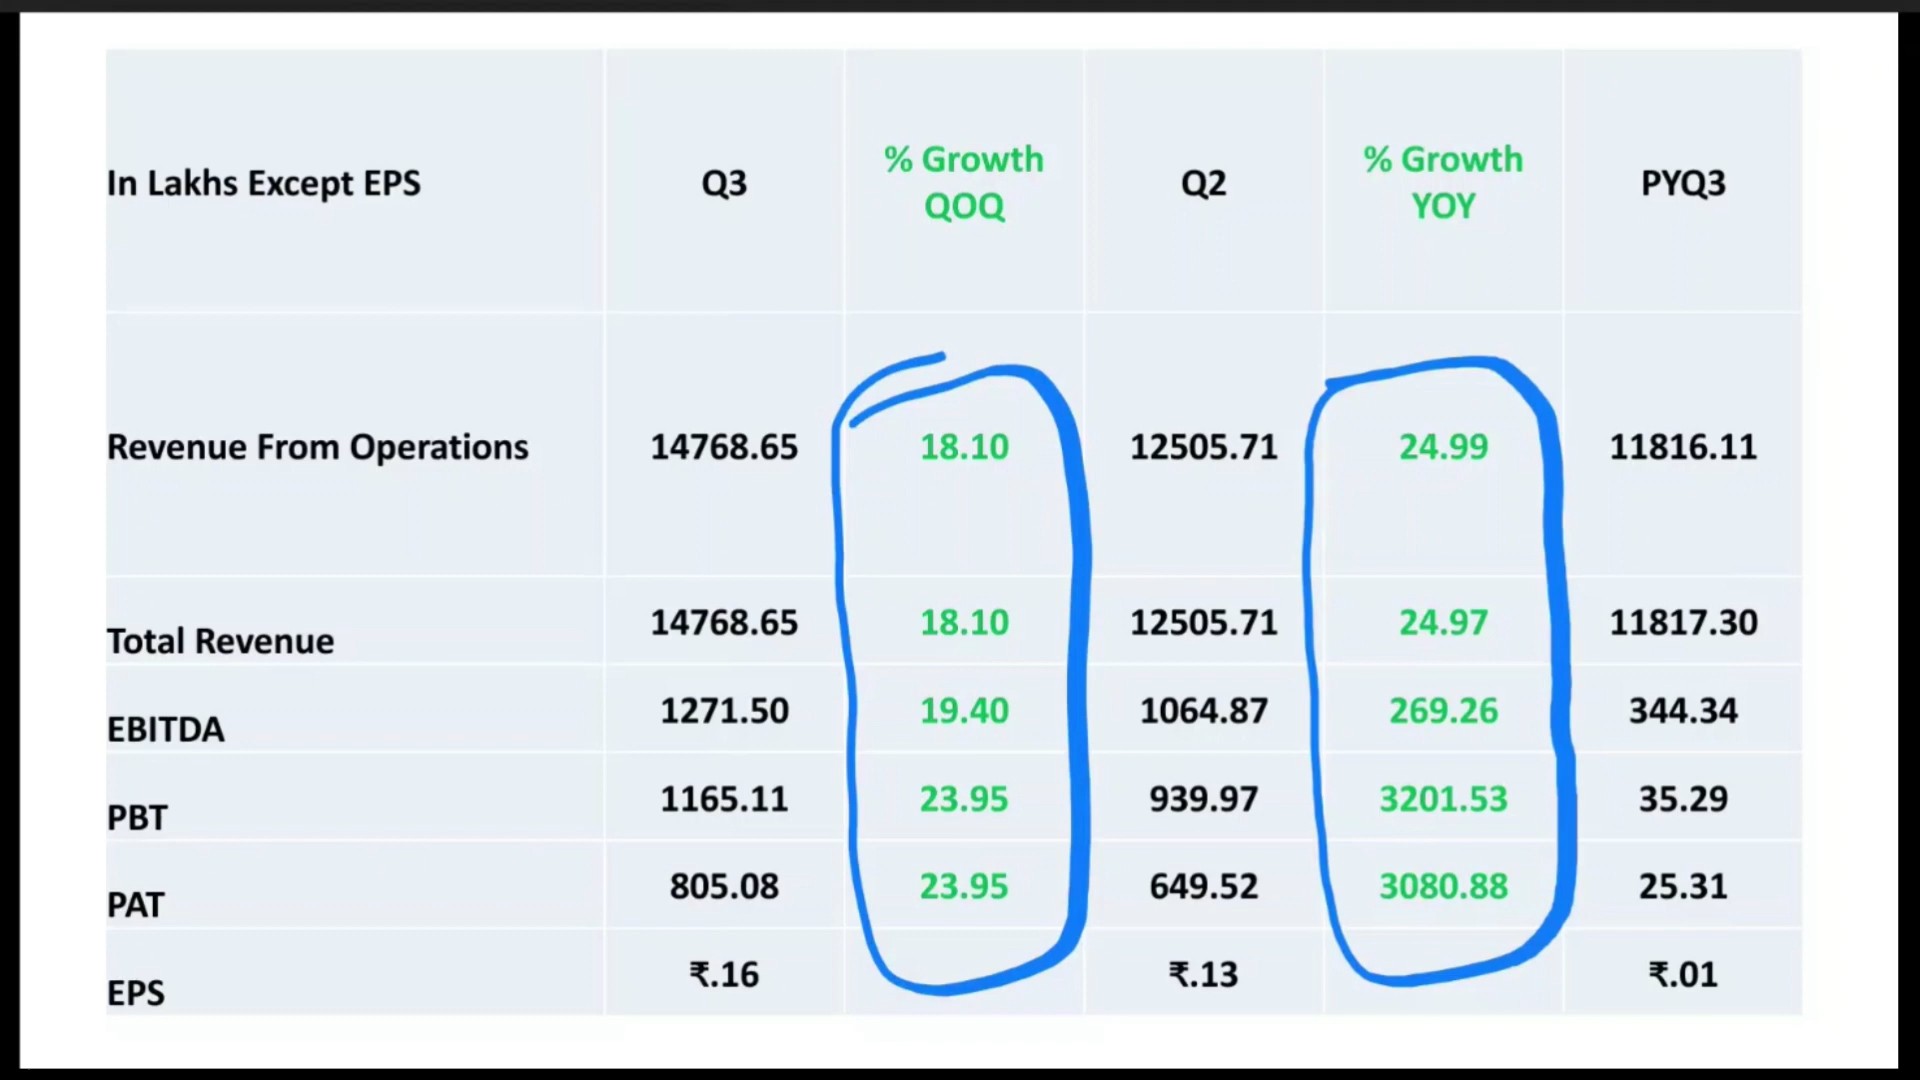 In Lakhs Except EPS Q3 % Growth QOQ Q2 % Growth YOY PYQ3
Revenue From Operations 14768.65 18.10 12505.71 24.99 11816.11
Total Revenue 14768.65 18.10 12505.71 24.97 11817.30
EBITDA 1271.50 19.40 1064.87 269.26 344.34
PBT 1165.11 23.95 939.97 3201.53 35.29
PAT 805.08 23.95 649.52 3080.88 25.31
EPS ₹.16 ₹.13 ₹.01